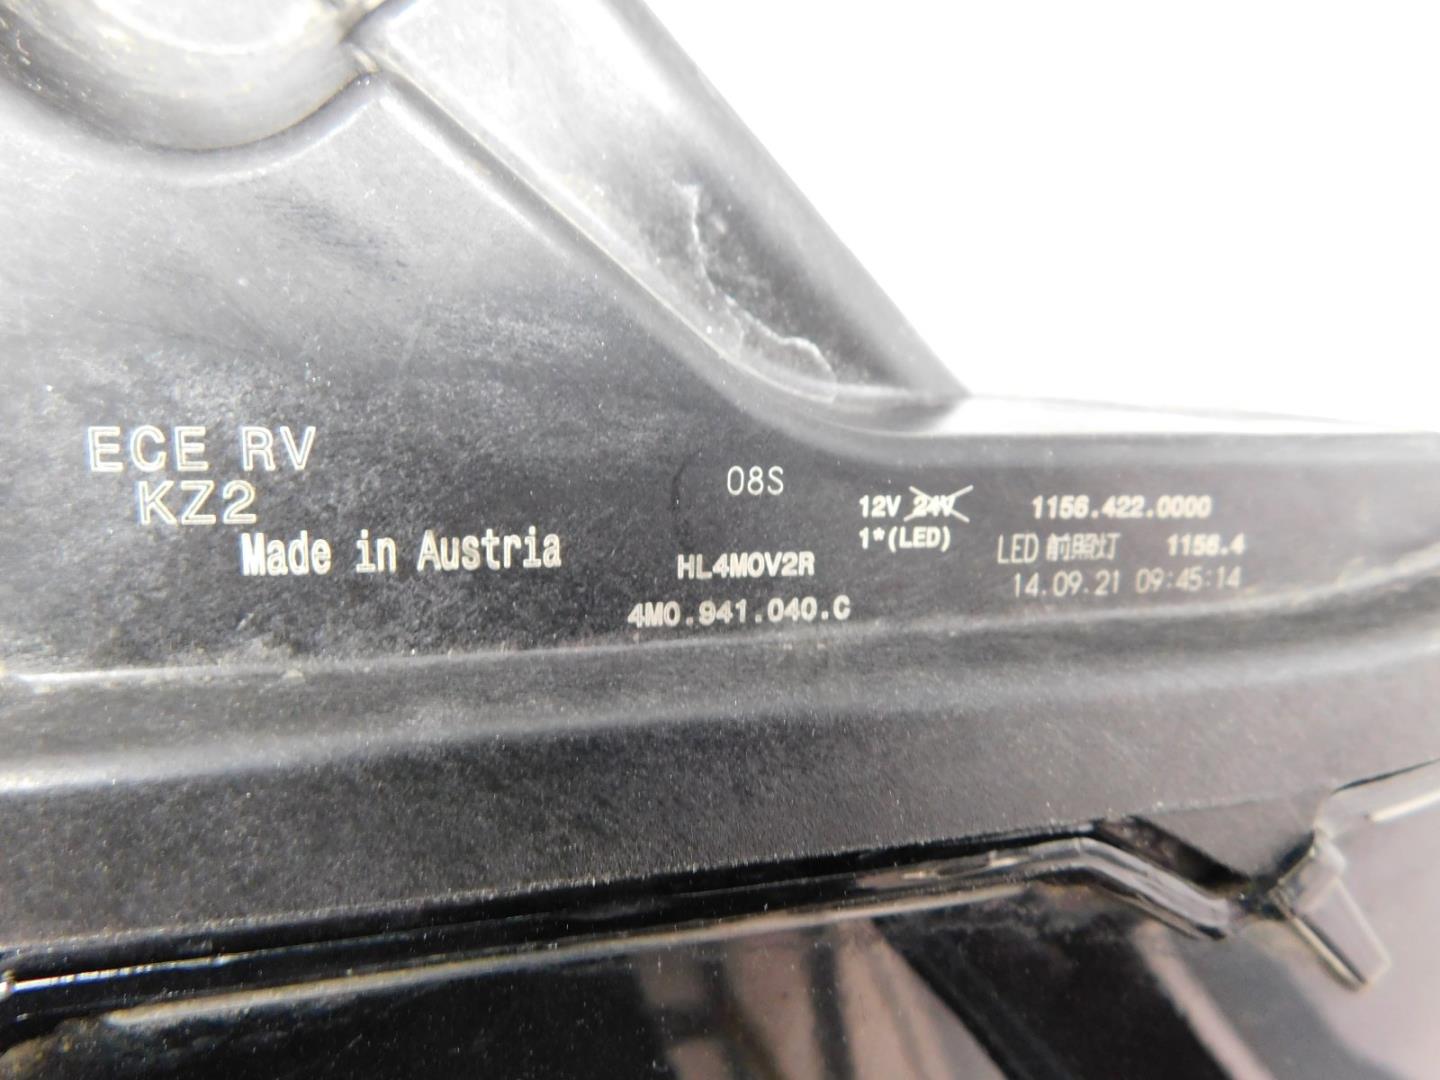 ECE RV
KZ2
Made in Austria
08S
HL4M0V2R
4M0.941.040.C
12V 24V
1*(LED)
1156.422.0000
LED 前照灯 1156.4
14.09.21 09:45:14